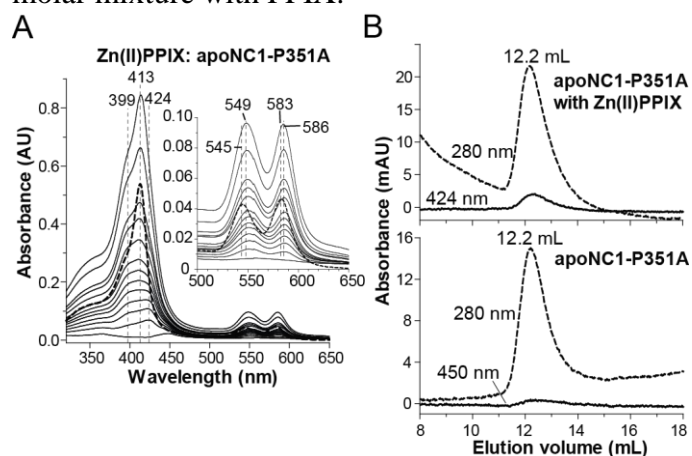 molar mixture with PPIX.
A
Zn(II)PPIX: apoNC1-P351A
413
399
424
0.8
0.6
0.4
0.2
0.0
Absorbance (AU)
350 400 450 500 550 600 650
Wavelength (nm)
0.10
0.08
0.06
0.04
0.02
0
549
583
545
586
500 550 600 650
B
12.2 mL
apoNC1-P351A
with Zn(II)PPIX
280 nm
424 nm
20
10
0
Absorbance (mAU)
12.2 mL
apoNC1-P351A
280 nm
450 nm
16
12
8
4
0
8 10 12 14 16 18
Elution volume (mL)